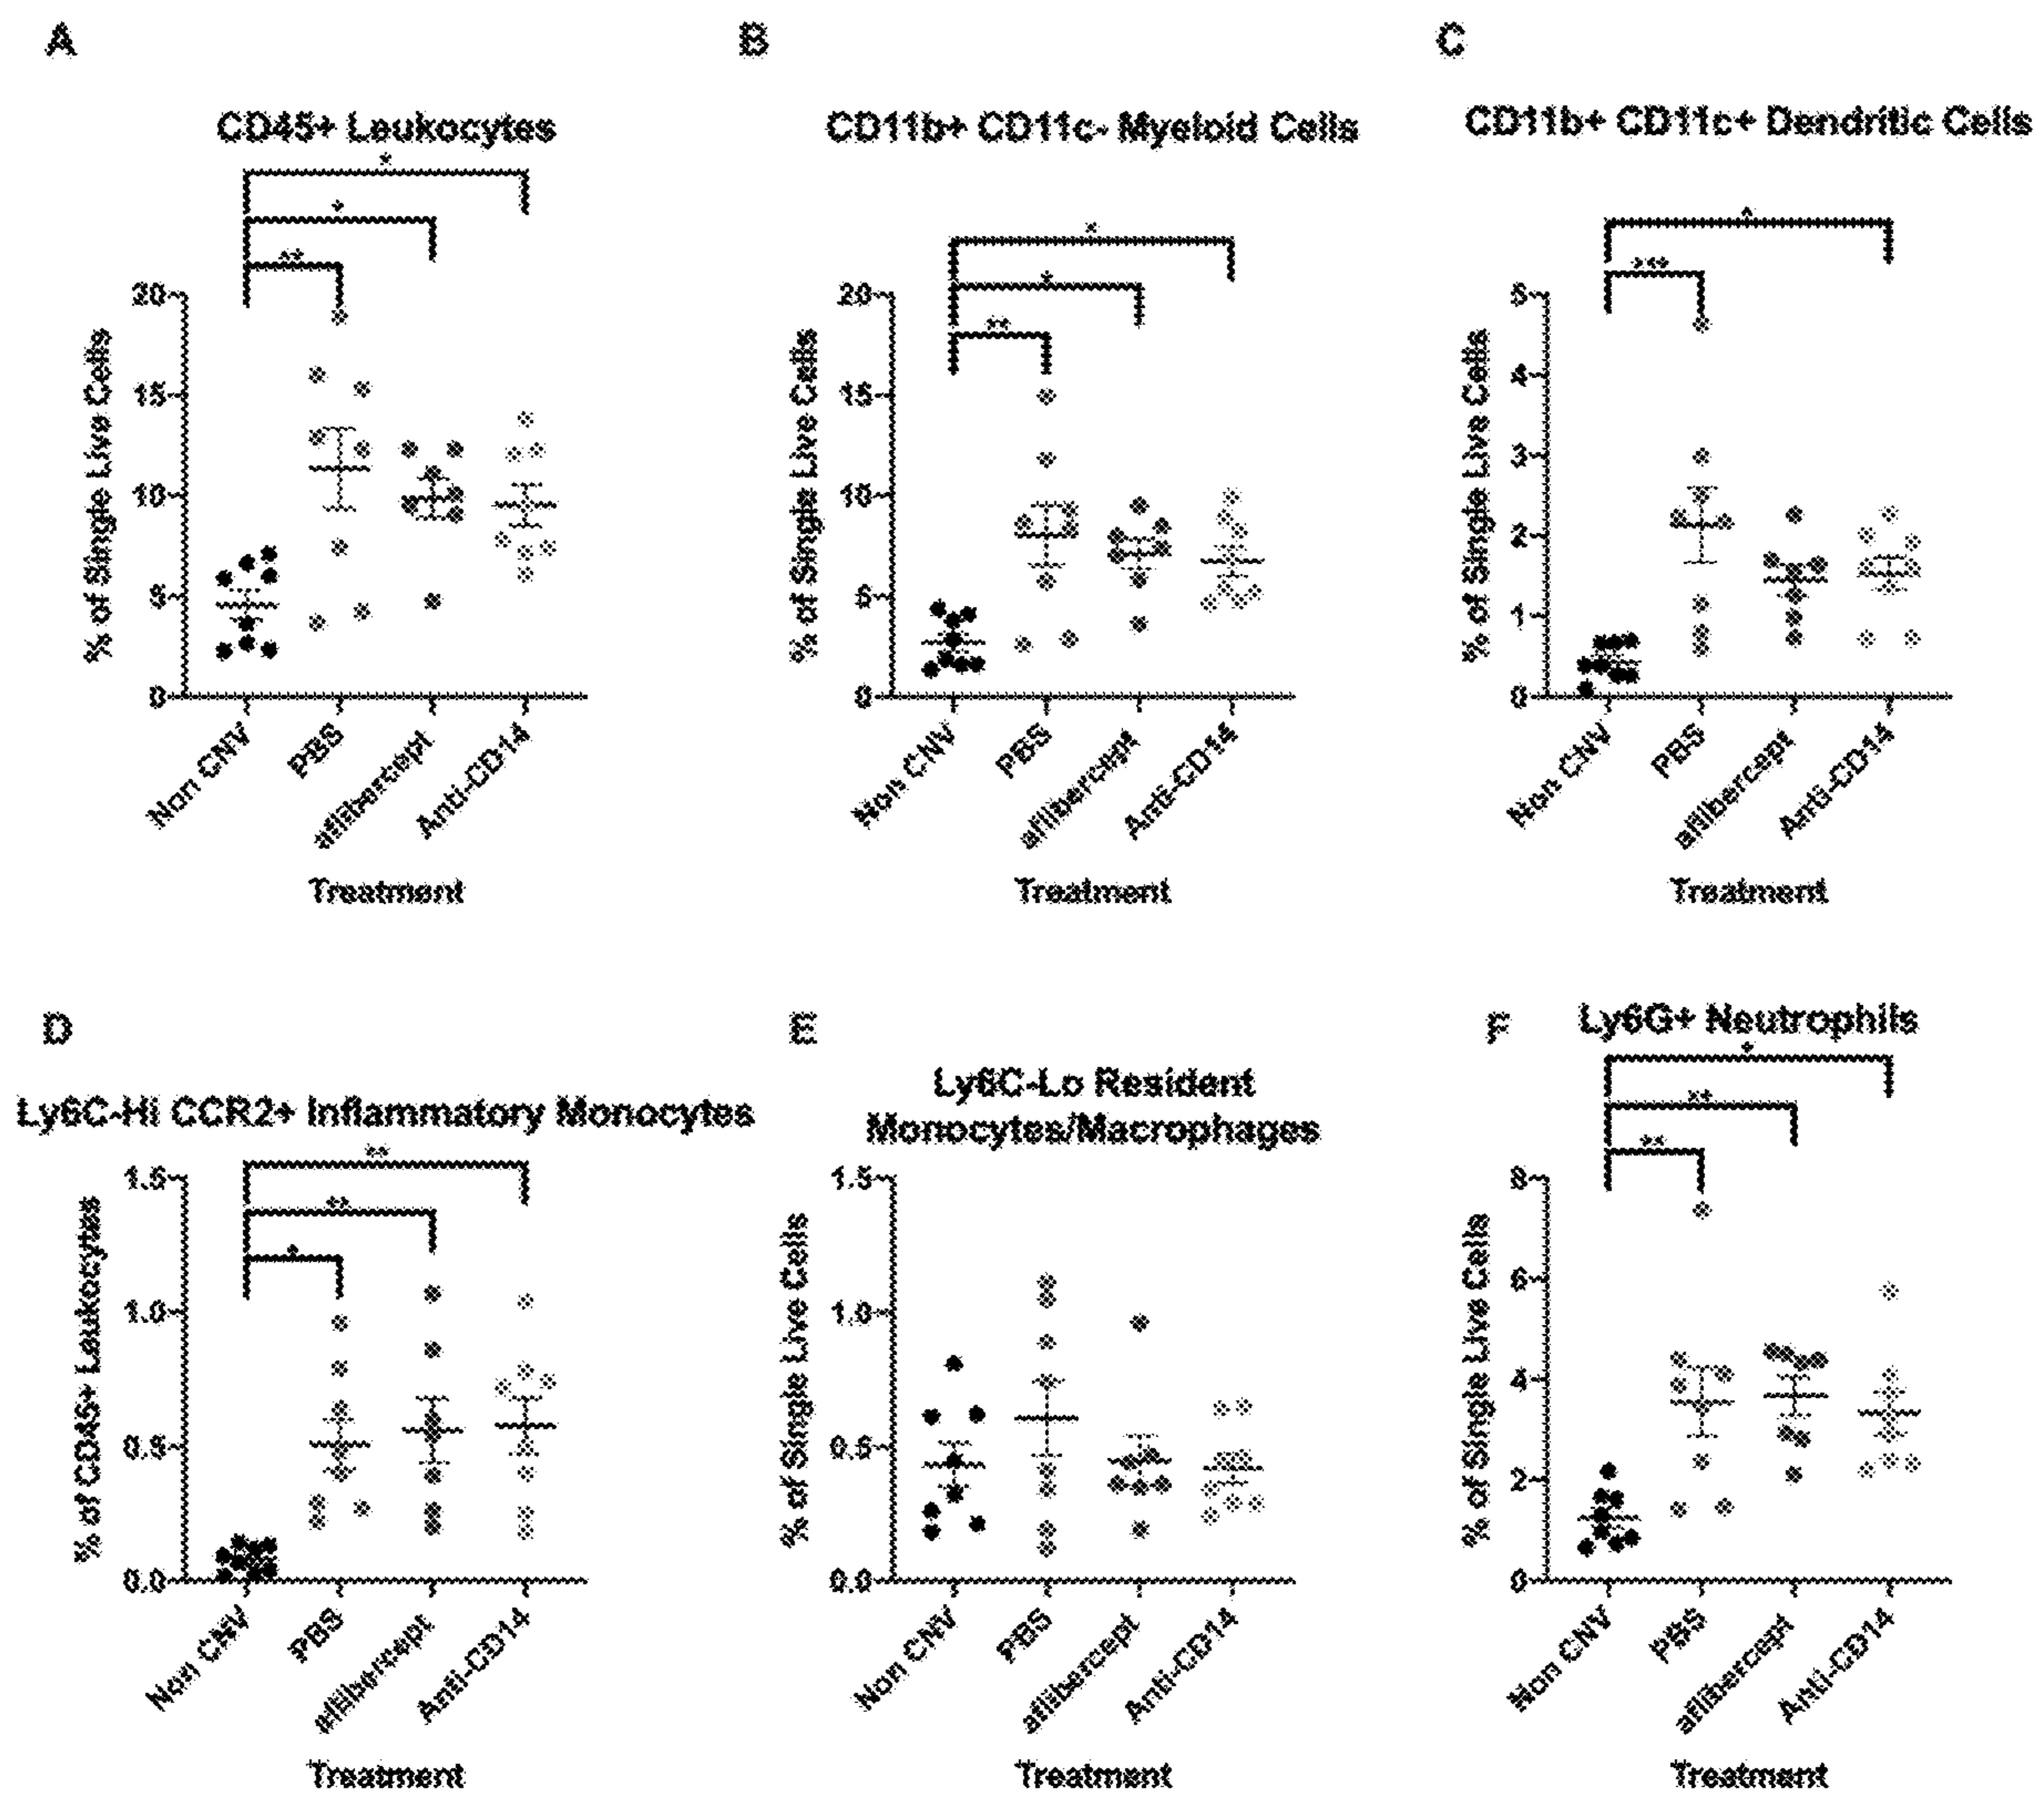 A
B
C
CD45+ Leukocytes
CD11b+ CD11c- Myeloid Cells
CD11b+ CD11c+ Dendritic Cells
*
*
**
*
*
**
*
***
% of Single Live Cells
20
15
10
5
0
% of Single Live Cells
20
15
10
5
0
% of Single Live Cells
5
4
3
2
1
0
Non CNV
PBS
aflibercept
Anti-CD14
Non CNV
PBS
aflibercept
Anti-CD14
Non CNV
PBS
aflibercept
Anti-CD14
Treatment
Treatment
Treatment
D
E
F
Ly6C-Hi CCR2+ Inflammatory Monocytes
Ly6C-Lo Resident
Monocytes/Macrophages
Ly6G+ Neutrophils
**
**
*
*
**
**
% of CD45+ Leukocytes
1.5
1.0
0.5
0.0
% of Single Live Cells
1.5
1.0
0.5
0.0
% of Single Live Cells
8
6
4
2
0
Non CNV
PBS
aflibercept
Anti-CD14
Non CNV
PBS
aflibercept
Anti-CD14
Non CNV
PBS
aflibercept
Anti-CD14
Treatment
Treatment
Treatment